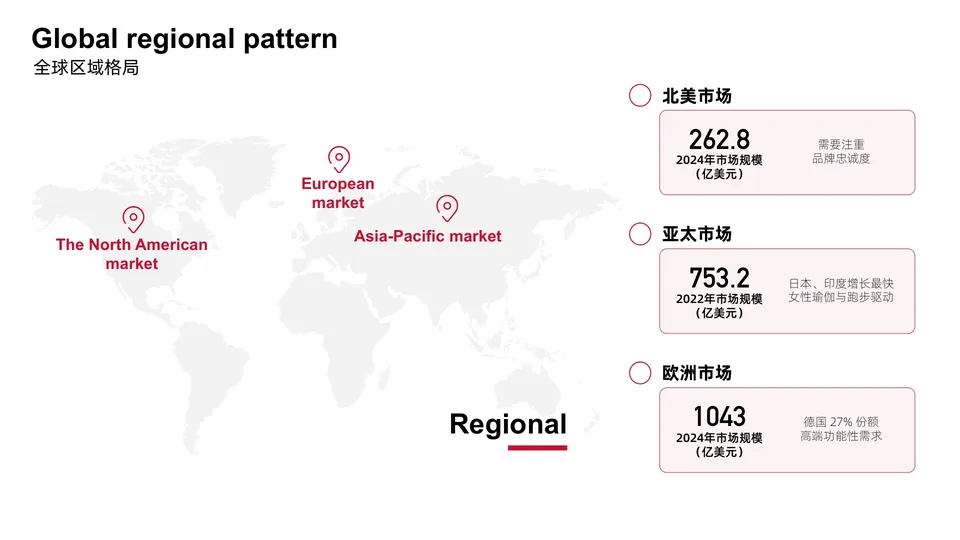 Global regional pattern
全球区域格局
European
market
Asia-Pacific market
The North American
market
Regional
北美市场
262.8
2024年市场规模
（亿美元）
需要注重
品牌忠诚度
亚太市场
753.2
2022年市场规模
（亿美元）
日本、印度增长最快
女性瑜伽与跑步驱动
欧洲市场
1043
2024年市场规模
（亿美元）
德国 27% 份额
高端功能性需求